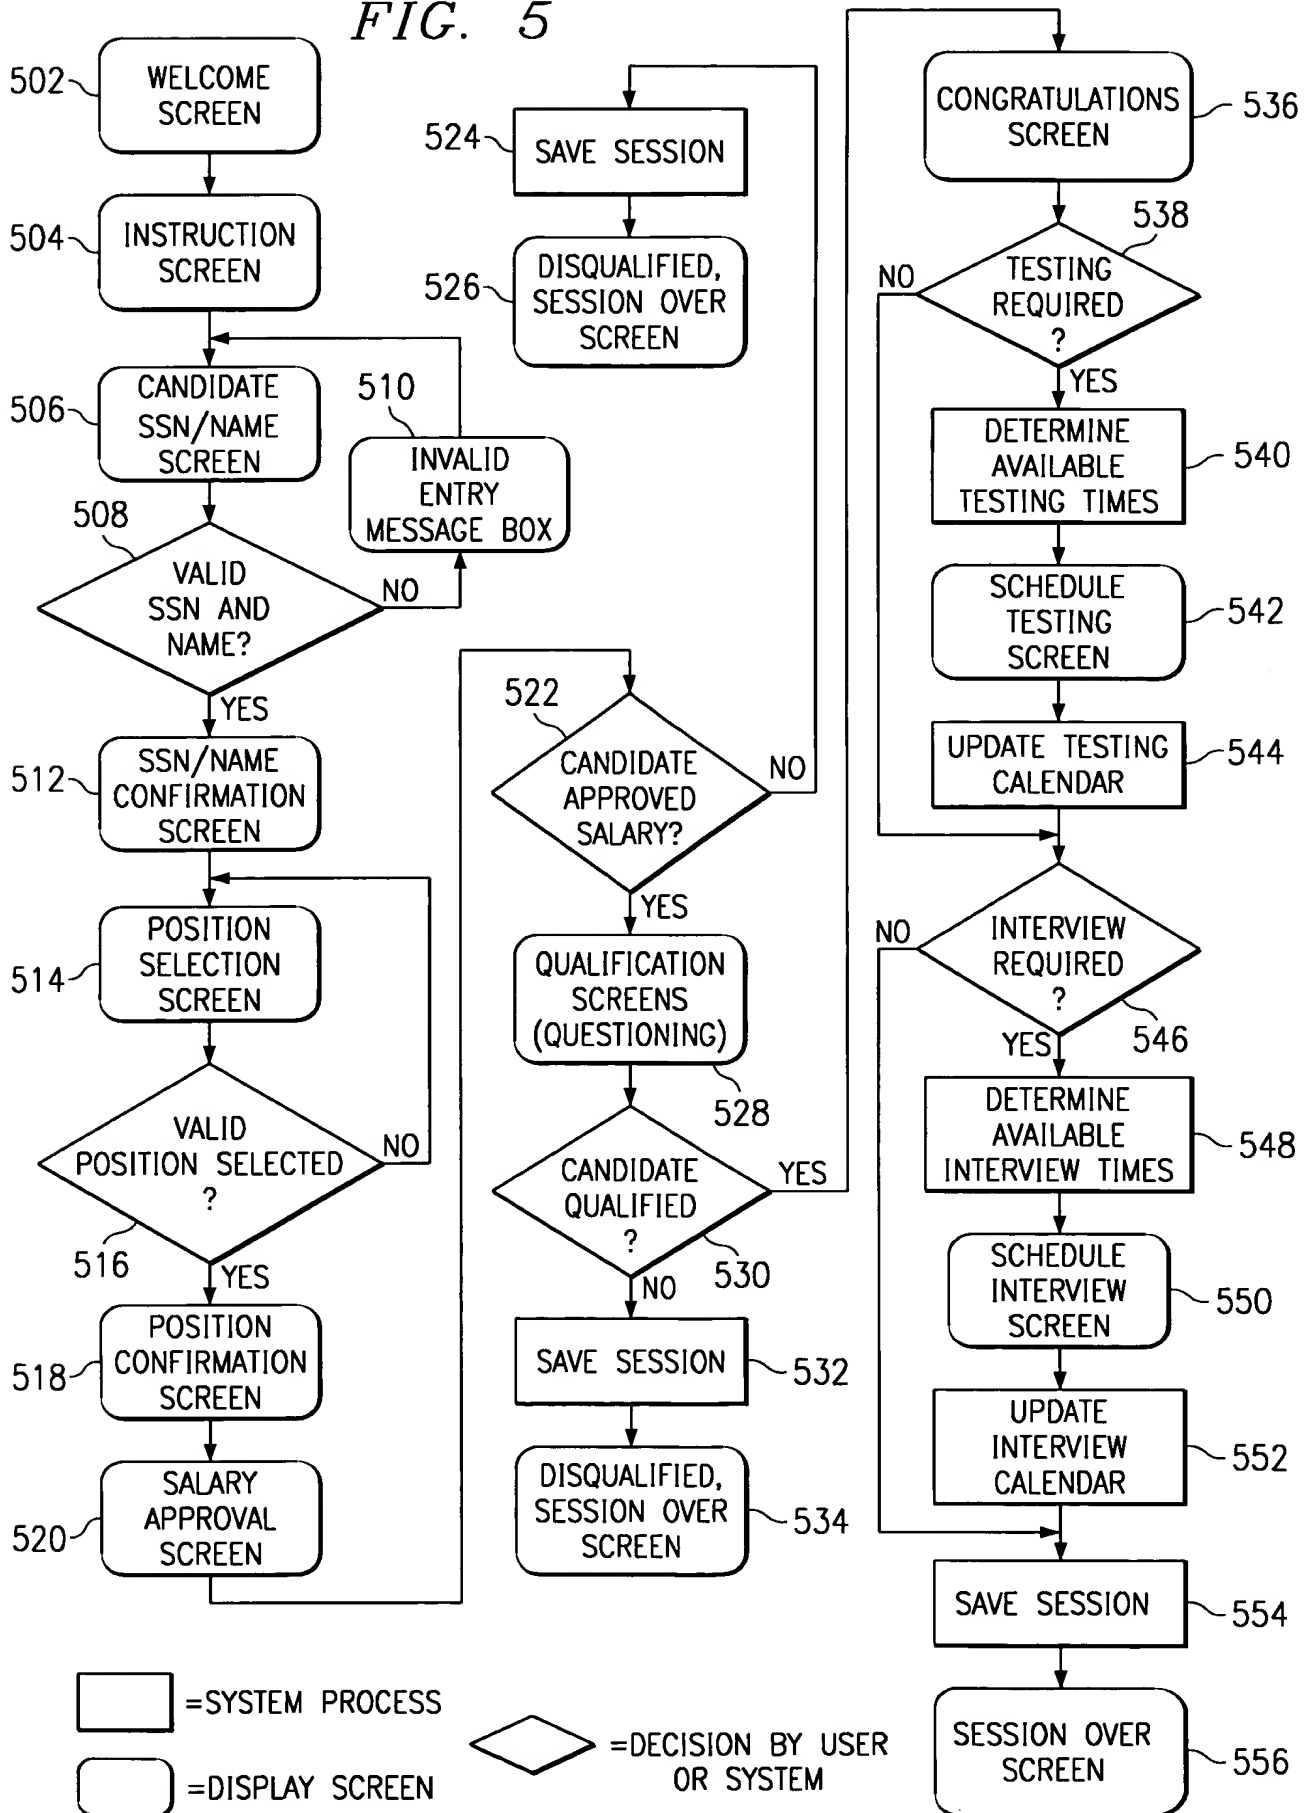 FIG. 5
502
WELCOME
SCREEN
504
INSTRUCTION
SCREEN
506
CANDIDATE
SSN/NAME
SCREEN
510
INVALID
ENTRY
MESSAGE BOX
508
VALID
SSN AND
NAME?
NO
YES
512
SSN/NAME
CONFIRMATION
SCREEN
514
POSITION
SELECTION
SCREEN
VALID
POSITION SELECTED
?
NO
516
YES
518
POSITION
CONFIRMATION
SCREEN
520
SALARY
APPROVAL
SCREEN
524
SAVE SESSION
526
DISQUALIFIED,
SESSION OVER
SCREEN
522
CANDIDATE
APPROVED
SALARY?
NO
YES
QUALIFICATION
SCREENS
(QUESTIONING)
528
CANDIDATE
QUALIFIED
?
YES
530
NO
SAVE SESSION
532
DISQUALIFIED,
SESSION OVER
SCREEN
534
CONGRATULATIONS
SCREEN
536
538
TESTING
REQUIRED
?
NO
YES
DETERMINE
AVAILABLE
TESTING TIMES
540
SCHEDULE
TESTING
SCREEN
542
UPDATE TESTING
CALENDAR
544
NO
INTERVIEW
REQUIRED
?
546
YES
DETERMINE
AVAILABLE
INTERVIEW TIMES
548
SCHEDULE
INTERVIEW
SCREEN
550
UPDATE
INTERVIEW
CALENDAR
552
SAVE SESSION
554
SESSION OVER
SCREEN
556
=SYSTEM PROCESS
=DISPLAY SCREEN
=DECISION BY USER
OR SYSTEM